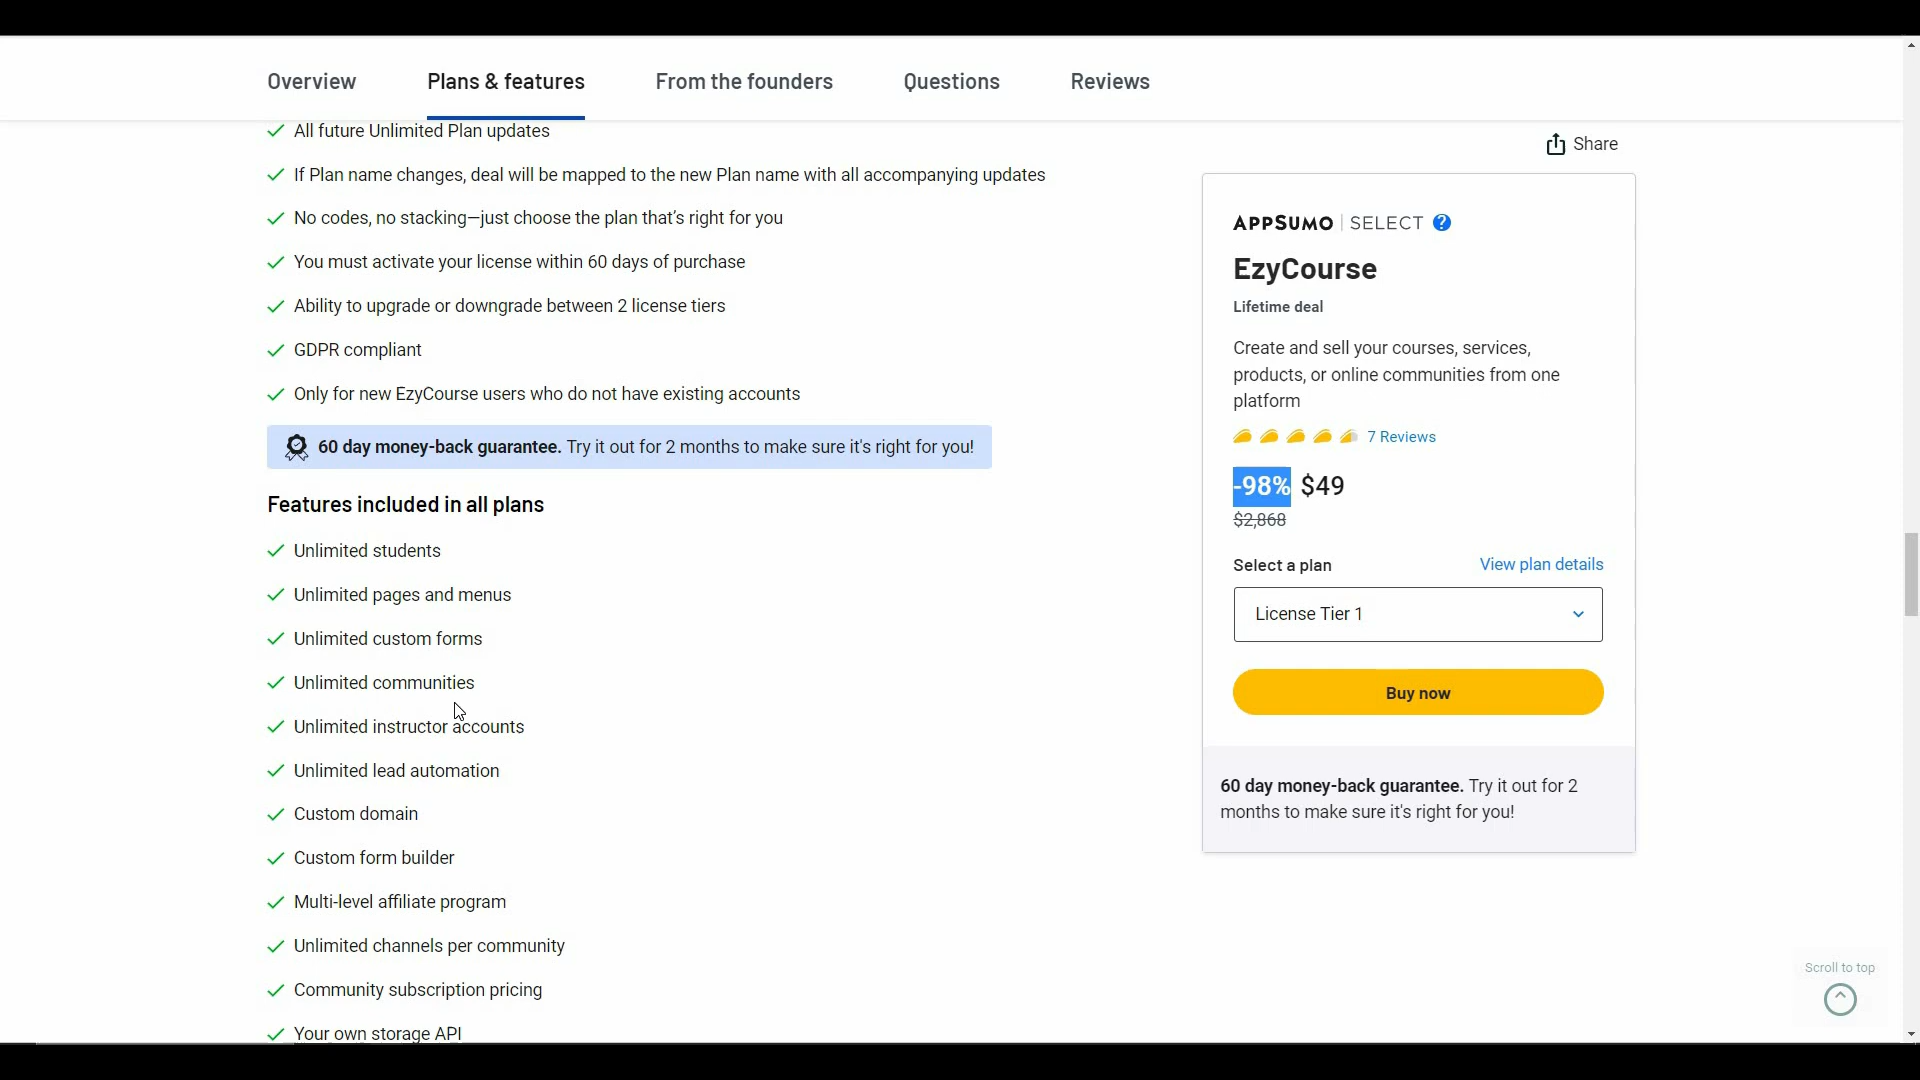 Overview
Plans & features
From the founders
Questions
Reviews
All future Unlimited Plan updates
If Plan name changes, deal will be mapped to the new Plan name with all accompanying updates
No codes, no stacking—just choose the plan that's right for you
You must activate your license within 60 days of purchase
Ability to upgrade or downgrade between 2 license tiers
GDPR compliant
Only for new EzyCourse users who do not have existing accounts
60 day money-back guarantee. Try it out for 2 months to make sure it's right for you!
Features included in all plans
Unlimited students
Unlimited pages and menus
Unlimited custom forms
Unlimited communities
Unlimited instructor accounts
Unlimited lead automation
Custom domain
Custom form builder
Multi-level affiliate program
Unlimited channels per community
Community subscription pricing
Your own storage API
Share
APPSUMO | SELECT ?
EzyCourse
Lifetime deal
Create and sell your courses, services,
products, or online communities from one
platform
7 Reviews
-98% $49
$2,868
Select a plan
View plan details
License Tier 1
Buy now
60 day money-back guarantee. Try it out for 2
months to make sure it's right for you!
Scroll to top